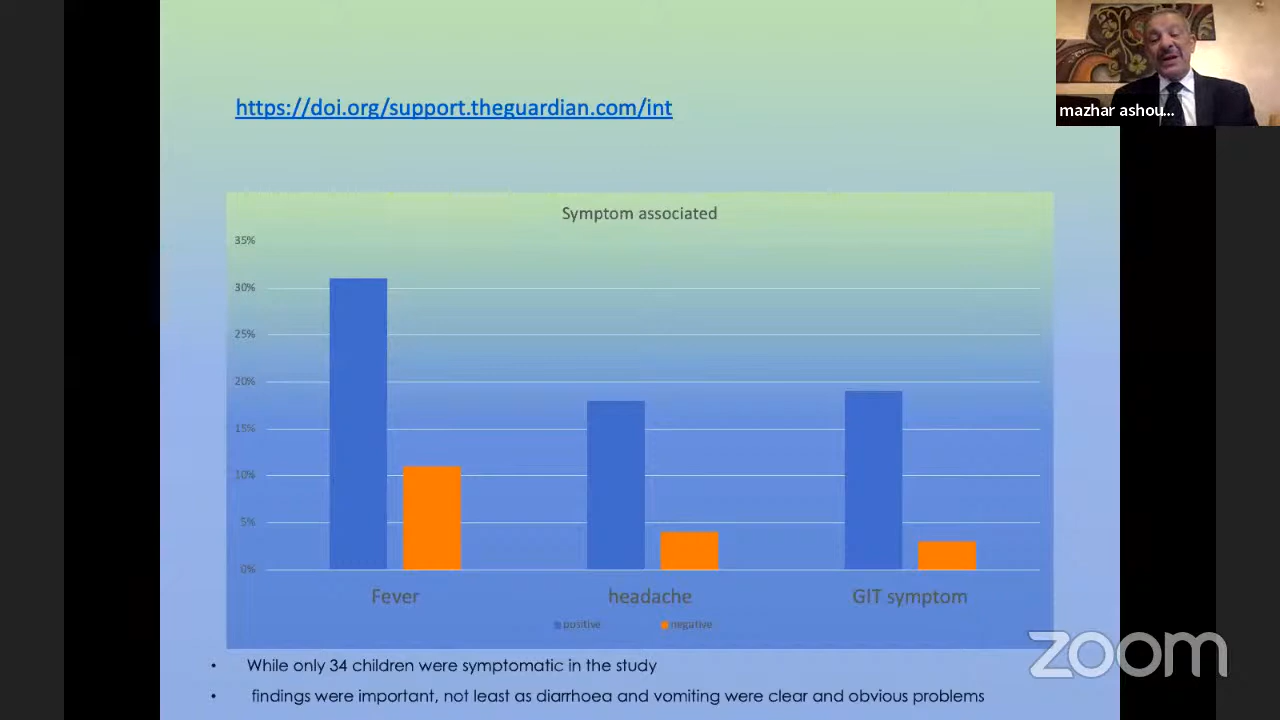 https://doi.org/support.theguardian.com/int
mazhar ashou...
Symptom associated
35%
30%
25%
20%
15%
10%
5%
0%
Fever headache GIT symptom
positive negative
• While only 34 children were symptomatic in the study
• findings were important, not least as diarrhoea and vomiting were clear and obvious problems
zoom